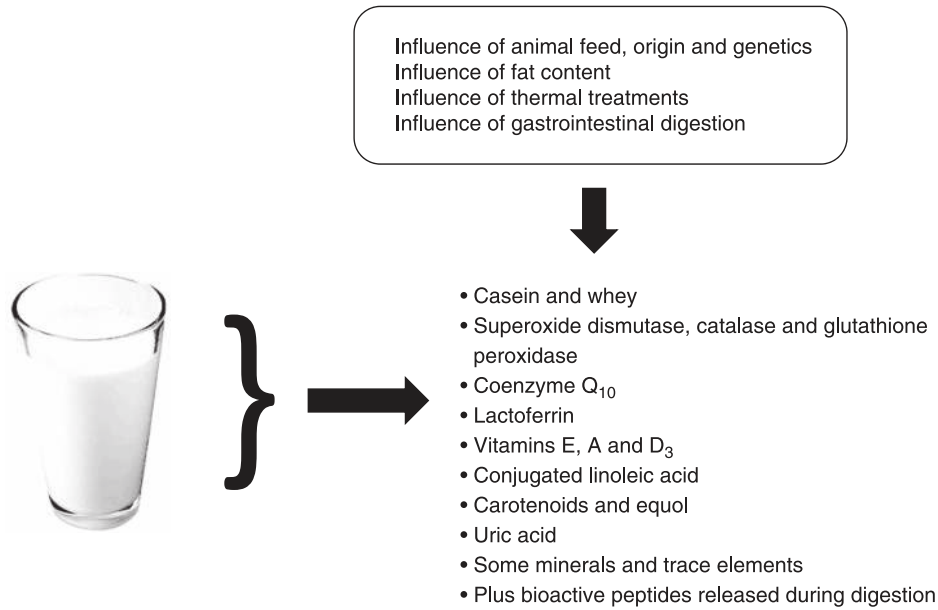 Influence of animal feed, origin and genetics
Influence of fat content
Influence of thermal treatments
Influence of gastrointestinal digestion
• Casein and whey
• Superoxide dismutase, catalase and glutathione
peroxidase
• Coenzyme Q₁₀
• Lactoferrin
• Vitamins E, A and D₃
• Conjugated linoleic acid
• Carotenoids and equol
• Uric acid
• Some minerals and trace elements
• Plus bioactive peptides released during digestion